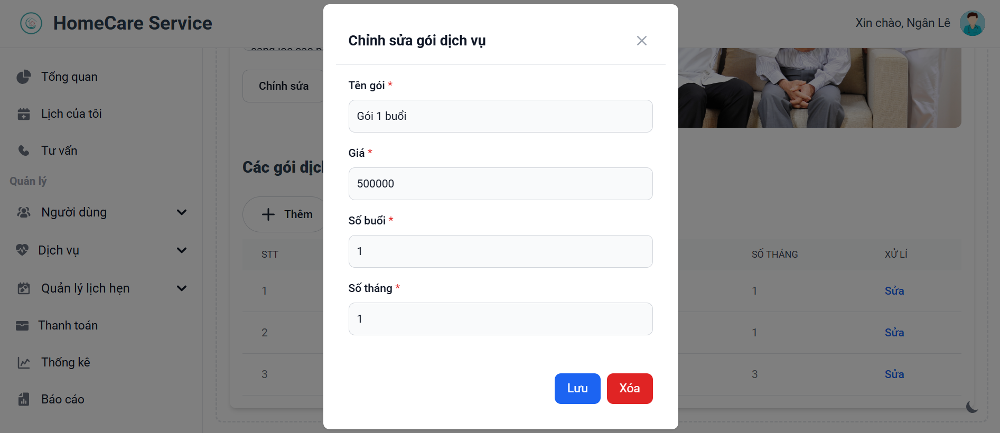 HomeCare Service
Xin chào, Ngân Lê
Tổng quan
Lịch của tôi
Tư vấn
Quản lý
Người dùng
Dịch vụ
Quản lý lịch hẹn
Thanh toán
Thống kê
Báo cáo
Chỉnh sửa
Các gói
Thêm
STT
SỐ THÁNG
XỬ LÍ
1
1
Sửa
2
1
Sửa
3
3
Sửa
Chỉnh sửa gói dịch vụ
Tên gói *
Gói 1 buổi
Giá *
500000
Số buổi *
1
Số tháng *
1
Lưu
Xóa